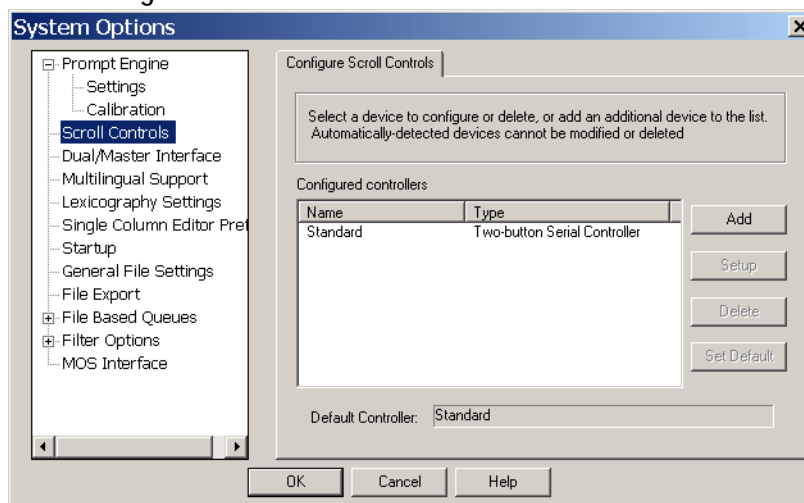 System Options
Prompt Engine
Settings
Calibration
Scroll Controls
Dual/Master Interface
Multilingual Support
Lexicography Settings
Single Column Editor Pref
Startup
General File Settings
File Export
File Based Queues
Filter Options
MOS Interface
Configure Scroll Controls
Select a device to configure or delete, or add an additional device to the list.
Automatically-detected devices cannot be modified or deleted
Configured controllers
Name Type
Standard Two-button Serial Controller
Add
Setup
Delete
Set Default
Default Controller: Standard
OK Cancel Help